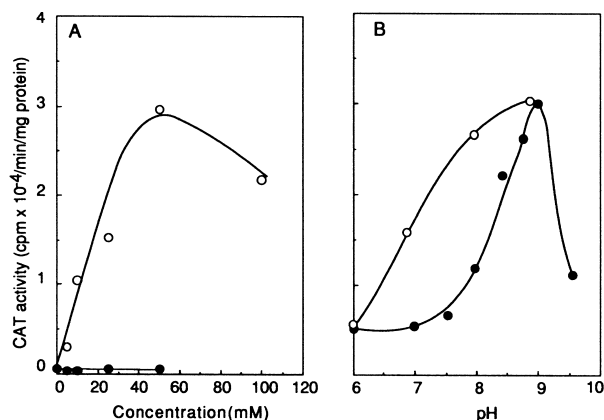 A
B
CAT activity (cpm x 10⁻⁴/min/mg protein)
4
3
2
1
0
0 20 40 60 80 100 120
Concentration(mM)
6 7 8 9 10
pH